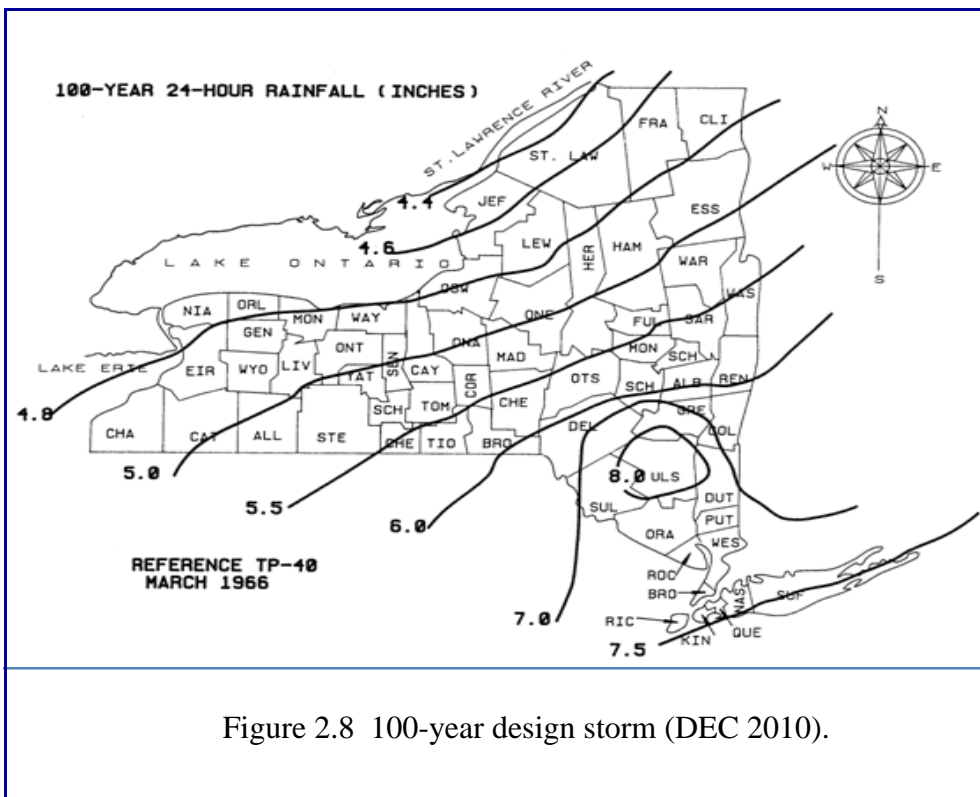 100-YEAR 24-HOUR RAINFALL (INCHES)
ST. LAWRENCE RIVER
N
W E
S
FRA
CLI
ST. LAW
4.4
JEF
ESS
4.6
LEW
HER
HAM
LAKE ONTARIO
WAR
OSW
WAS
NIA
ORL
MON
WAY
ONE
FUL
SAR
GEN
ONA
LAKE ERIE
EIR
WYO
LIV
ONT
YAT
SEN
CAY
MAD
MON
SCH
COR
OTS
SCH
ALB
REN
4.8
SCH
TOM
CHE
GRE
CHA
CAT
ALL
STE
CHE
TIO
BRO
DEL
COL
5.0
8.0
ULS
5.5
SUL
DUT
6.0
PUT
ORA
WES
REFERENCE TP-40
MARCH 1966
ROC
BRO
NAS
SUF
7.0
RIC
KIN
QUE
7.5
Figure 2.8 100-year design storm (DEC 2010).